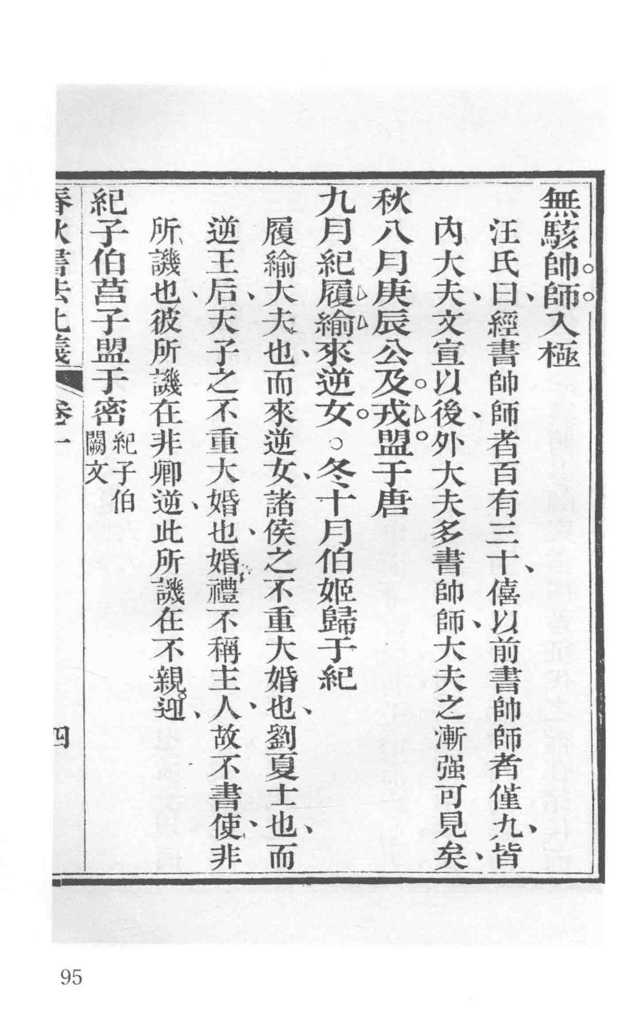 無駭帥師入極
汪氏曰經書帥師者百有三十僖以前書帥師者僅九皆
內大夫文宣以後外大夫多書帥師大夫之漸强可見矣
秋八月庚辰公及戎盟于唐
九月紀履緰來逆女○冬十月伯姬歸于紀
履緰大夫也而來逆女諸侯之不重大婚也劉夏士也而
逆王后天子之不重大婚也婚禮不稱主人故不書使非
所譏也彼所譏在非卿逆此所譏在不親迎
紀子伯莒子盟于密紀子伯
闕文
春秋書法比義 卷一 四
95